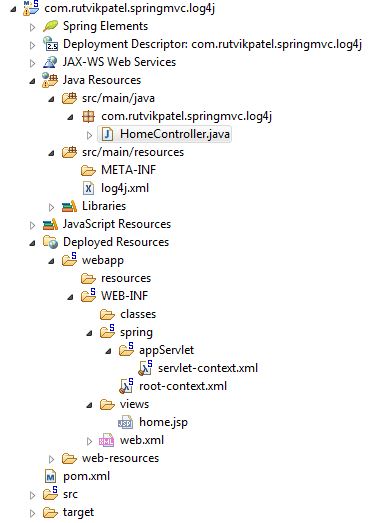 com.rutvikpatel.springmvc.log4j
Spring Elements
Deployment Descriptor: com.rutvikpatel.springmvc.log4j
JAX-WS Web Services
Java Resources
src/main/java
com.rutvikpatel.springmvc.log4j
HomeController.java
src/main/resources
META-INF
log4j.xml
Libraries
JavaScript Resources
Deployed Resources
webapp
resources
WEB-INF
classes
spring
appServlet
servlet-context.xml
root-context.xml
views
home.jsp
web.xml
web-resources
pom.xml
src
target